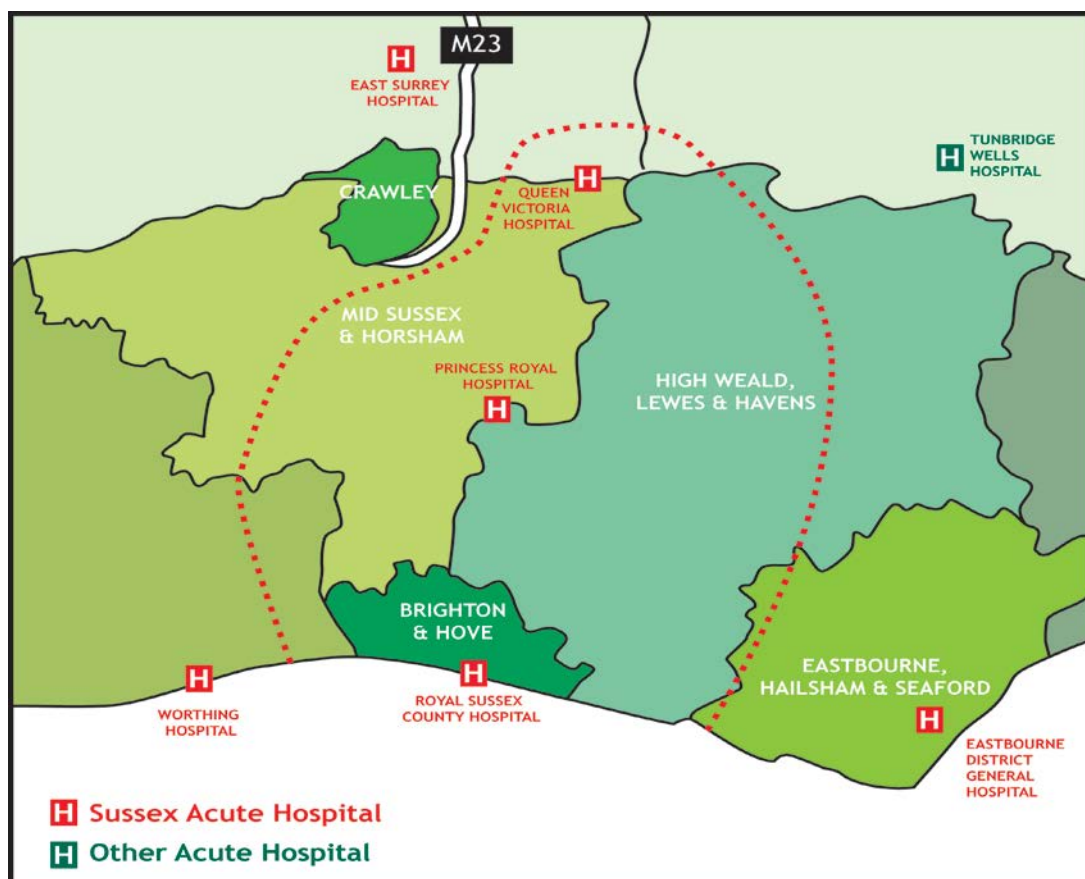 M23
H
EAST SURREY
HOSPITAL
H
TUNBRIDGE
WELLS
HOSPITAL
CRAWLEY
H
QUEEN
VICTORIA
HOSPITAL
MID SUSSEX
& HORSHAM
PRINCESS ROYAL
HOSPITAL
H
HIGH WEALD,
LEWES & HAVENS
BRIGHTON
& HOVE
H
WORTHING
HOSPITAL
H
ROYAL SUSSEX
COUNTY HOSPITAL
EASTBOURNE,
HAILSHAM & SEAFORD
H
EASTBOURNE
DISTRICT
GENERAL
HOSPITAL
H Sussex Acute Hospital
H Other Acute Hospital